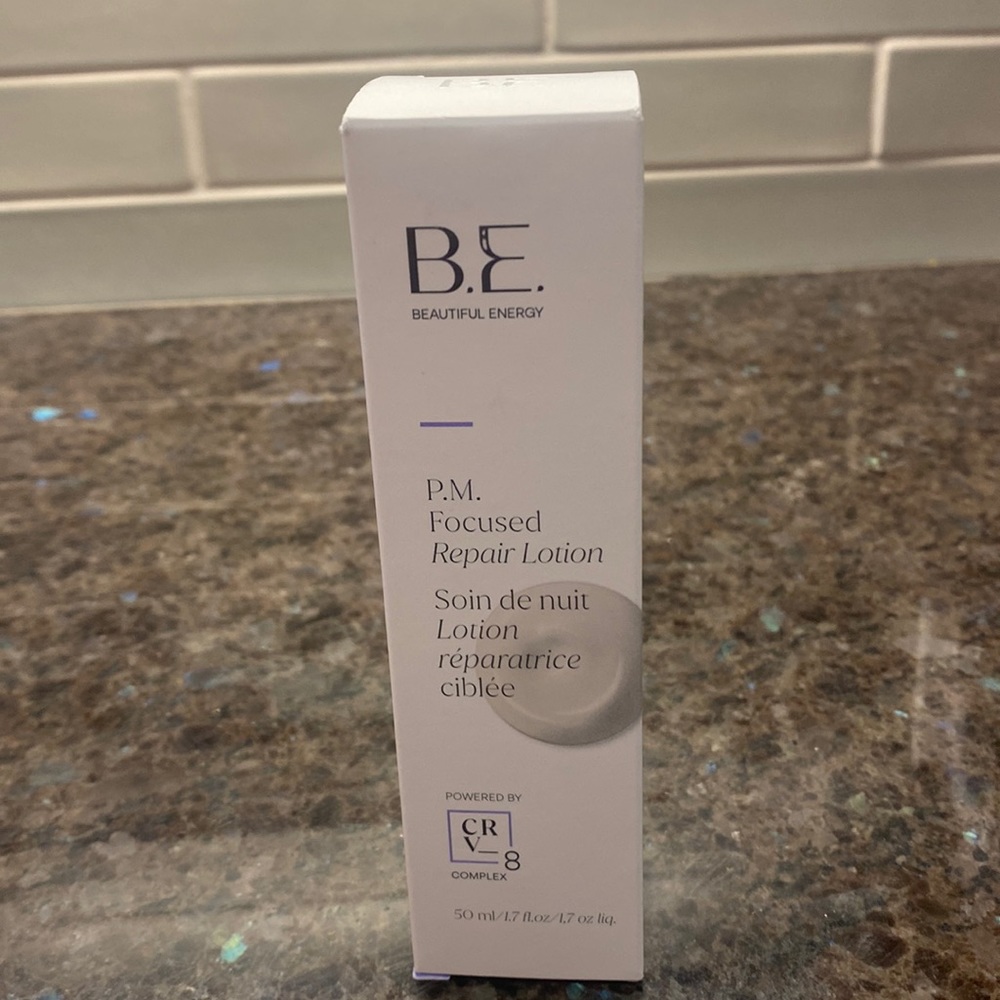 B.E.
BEAUTIFUL ENERGY
P.M.
Focused
Repair Lotion
Soin de nuit
Lotion
réparatrice
ciblée
POWERED BY
CR
V_8
COMPLEX
50 ml/1.7 fl.oz/1,7 oz liq.